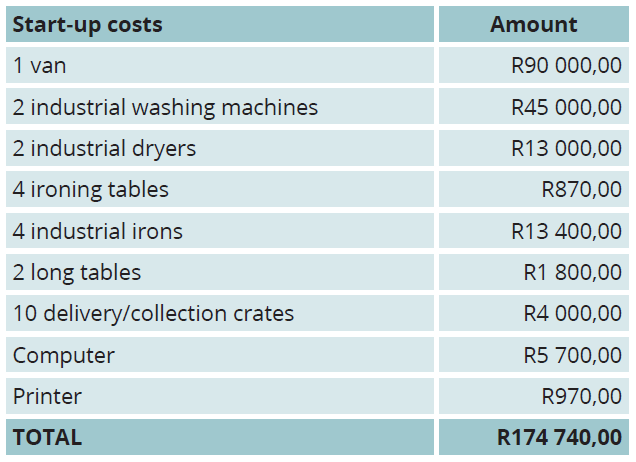 Start-up costs Amount
1 van R90 000,00
2 industrial washing machines R45 000,00
2 industrial dryers R13 000,00
4 ironing tables R870,00
4 industrial irons R13 400,00
2 long tables R1 800,00
10 delivery/collection crates R4 000,00
Computer R5 700,00
Printer R970,00
TOTAL R174 740,00